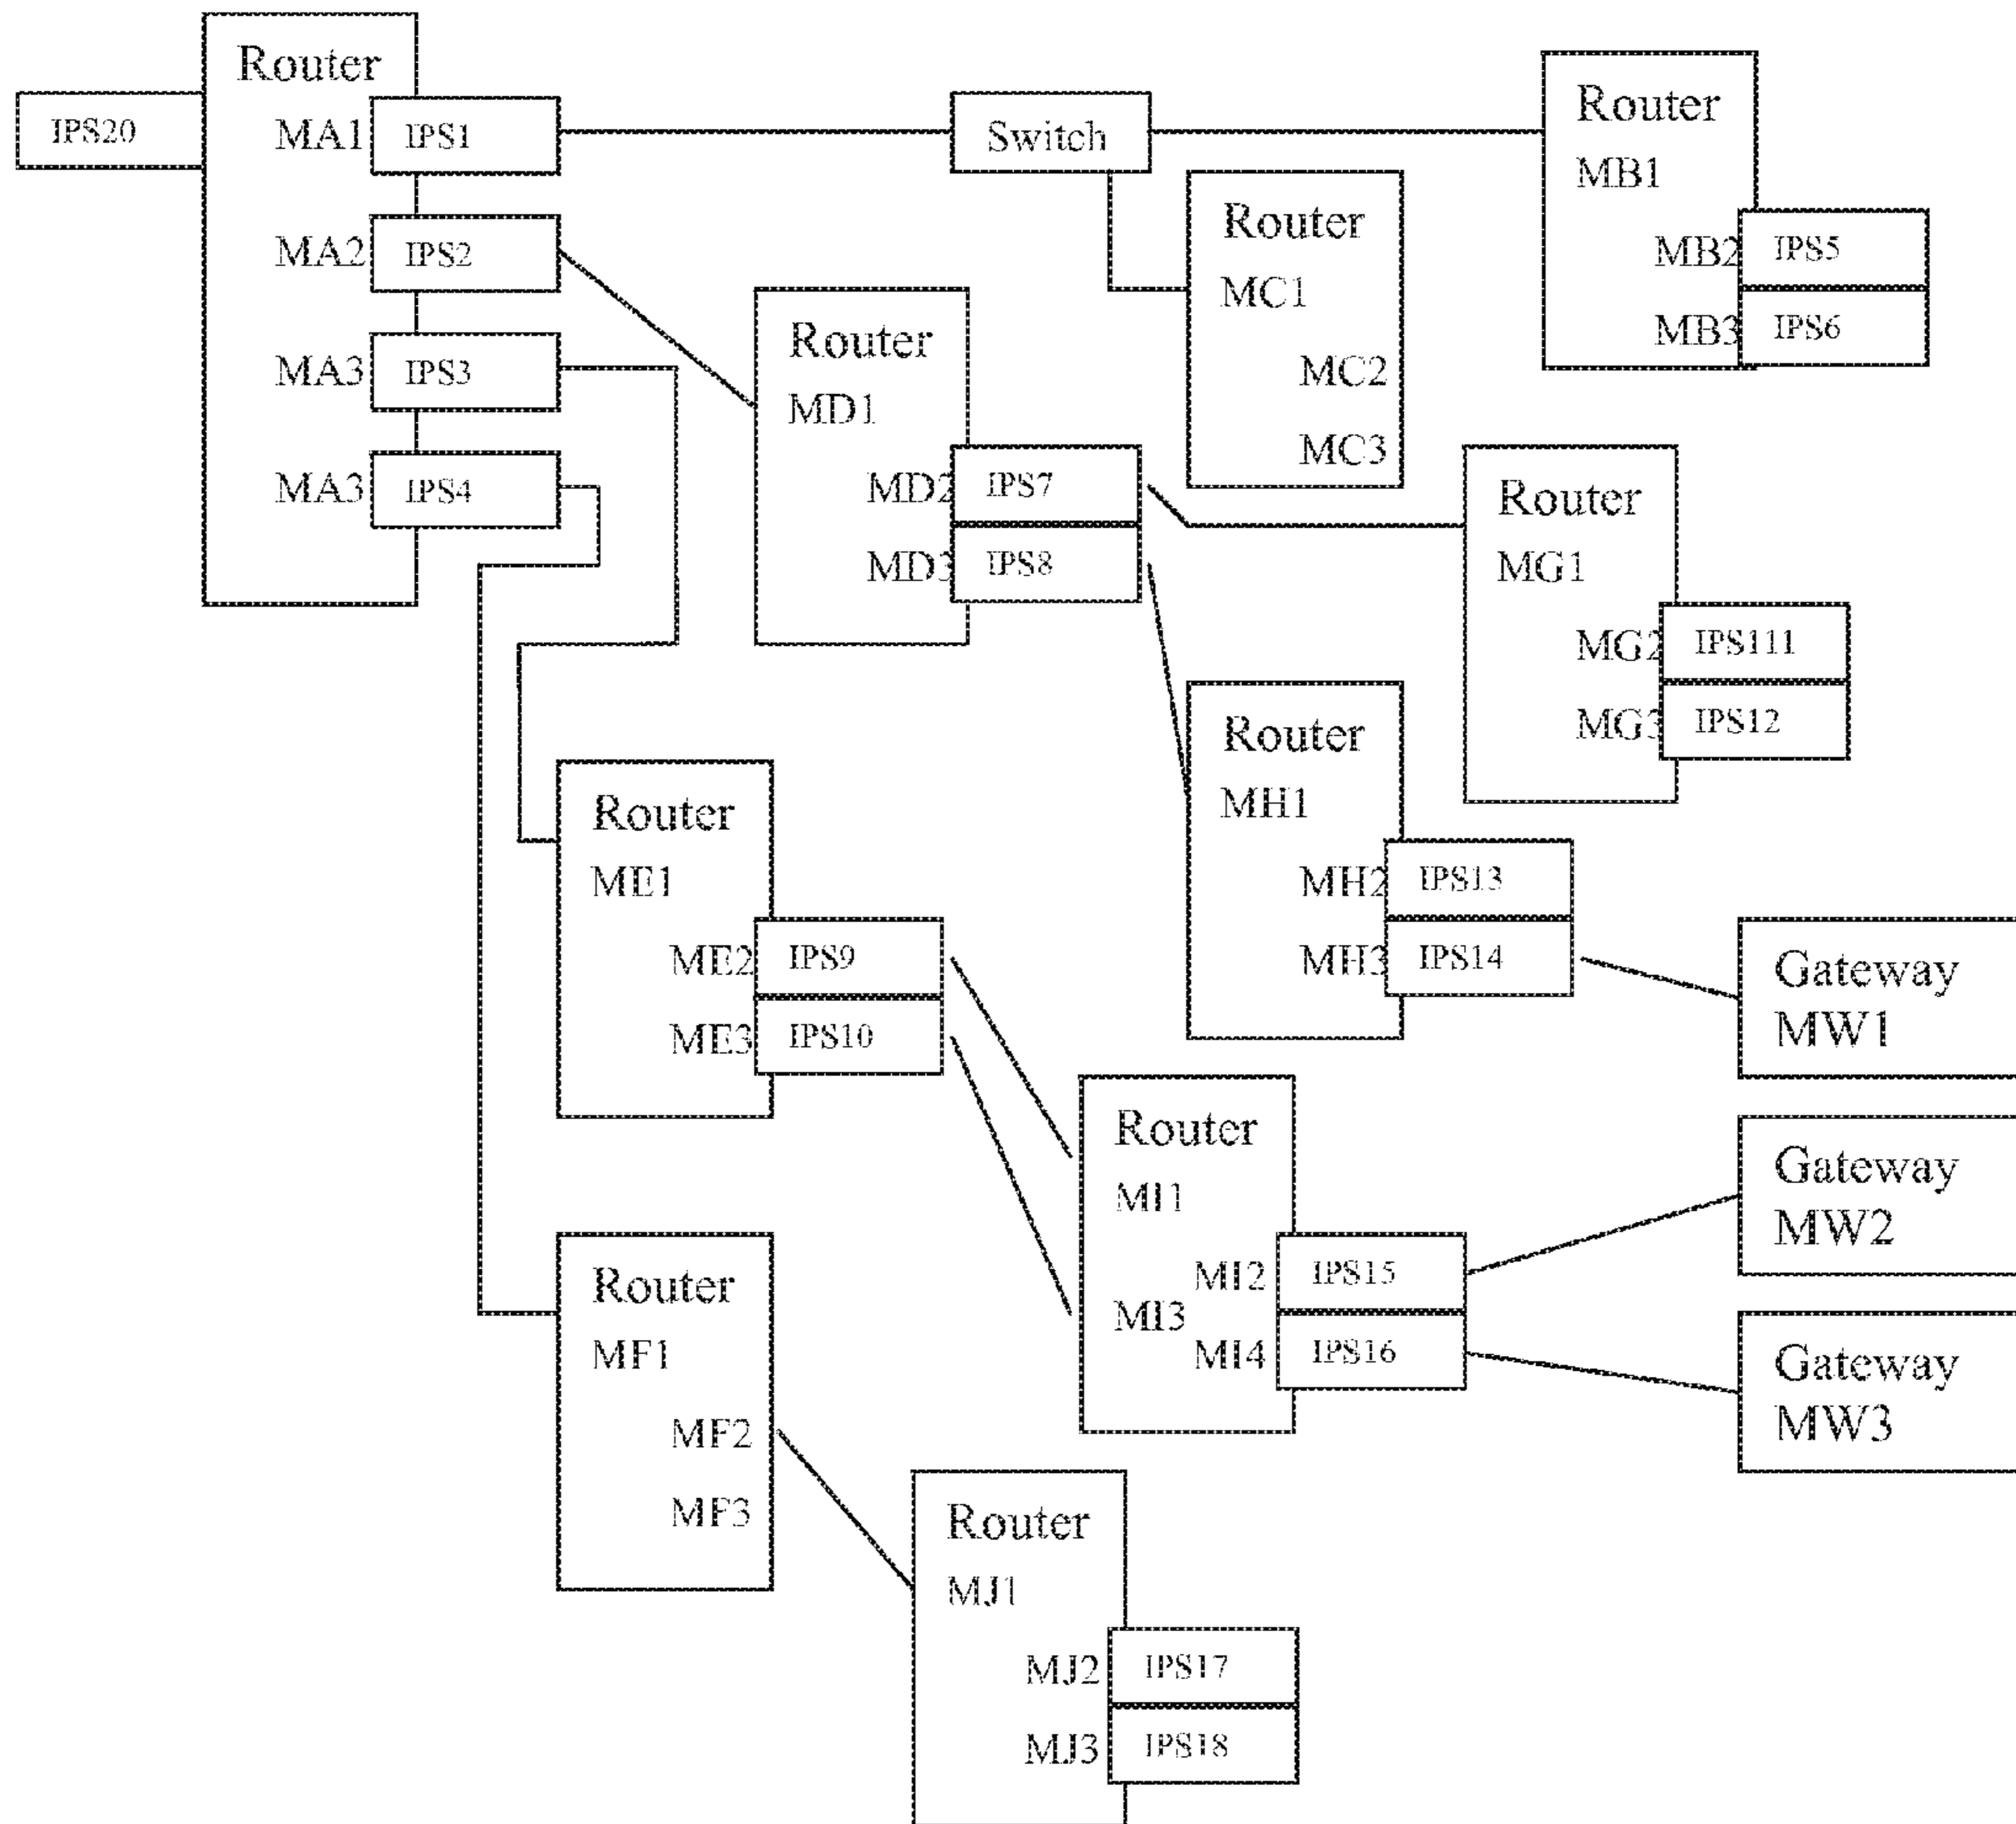 Router
IPS20
MA1
IPS1
MA2
IPS2
MA3
IPS3
MA3
IPS4
Switch
Router
MB1
MB2
IPS5
MB3
IPS6
Router
MC1
MC2
MC3
Router
MD1
MD2
IPS7
MD3
IPS8
Router
MG1
MG2
IPS111
MG3
IPS12
Router
MH1
MH2
IPS13
MH3
IPS14
Router
ME1
ME2
IPS9
ME3
IPS10
Gateway
MW1
Router
MI1
MI2
IPS15
MI3
MI4
IPS16
Gateway
MW2
Gateway
MW3
Router
MF1
MF2
MF3
Router
MJ1
MJ2
IPS17
MJ3
IPS18